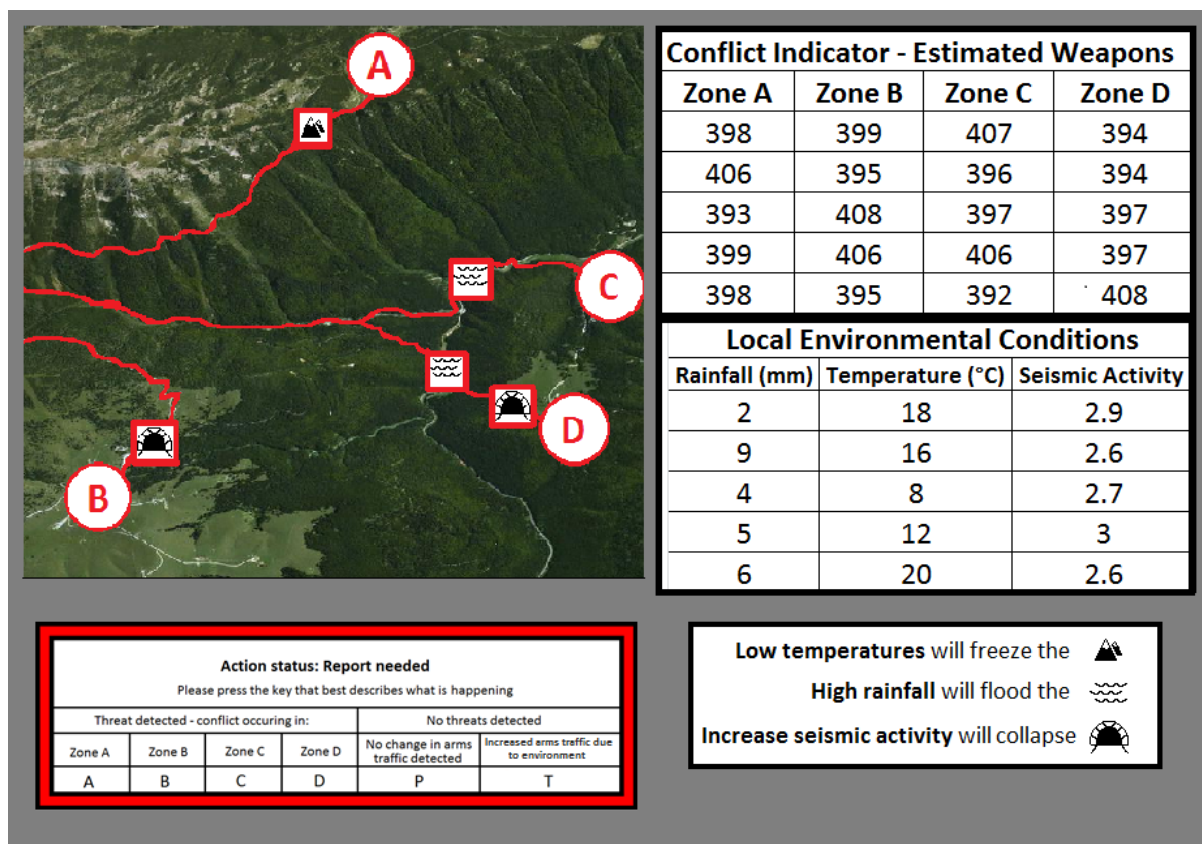 A
C
D
B
Conflict Indicator - Estimated Weapons
Zone A Zone B Zone C Zone D
398 399 407 394
406 395 396 394
393 408 397 397
399 406 406 397
398 395 392 408
Local Environmental Conditions
Rainfall (mm) Temperature (°C) Seismic Activity
2 18 2.9
9 16 2.6
4 8 2.7
5 12 3
6 20 2.6
Action status: Report needed
Please press the key that best describes what is happening
Threat detected - conflict occuring in: No threats detected
Zone A Zone B Zone C Zone D No change in arms traffic detected Increased arms traffic due to environment
A B C D P T
Low temperatures will freeze the
High rainfall will flood the
Increase seismic activity will collapse